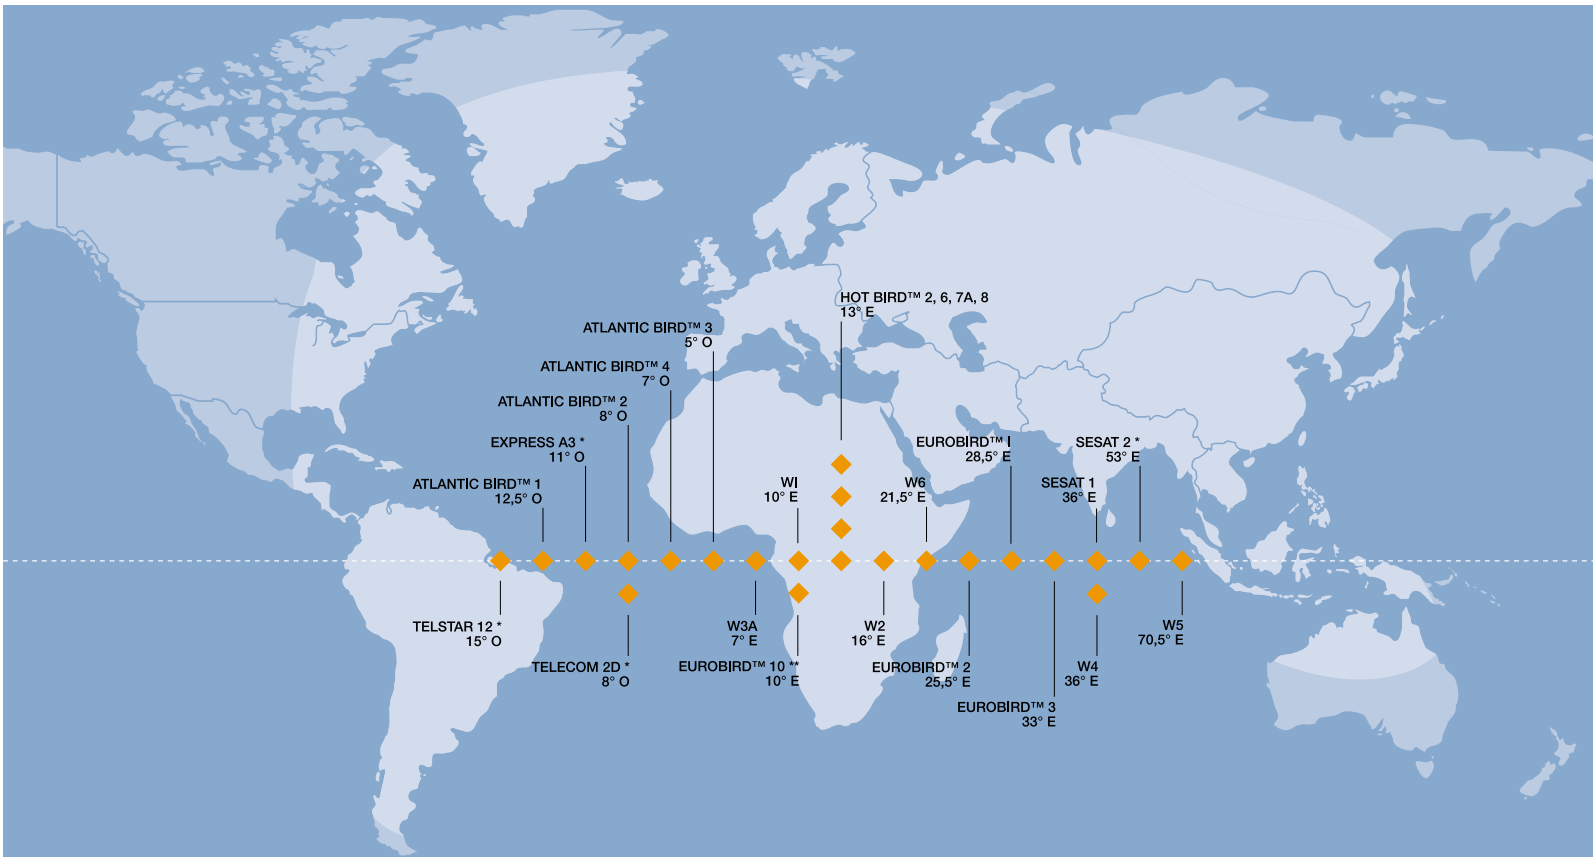 HOT BIRD™ 2, 6, 7A, 8
13° E
ATLANTIC BIRD™ 3
5° O
ATLANTIC BIRD™ 4
7° O
ATLANTIC BIRD™ 2
8° O
EXPRESS A3 *
11° O
EUROBIRD™ I
28,5° E
SESAT 2 *
53° E
ATLANTIC BIRD™ 1
12,5° O
WI
10° E
W6
21,5° E
SESAT 1
36° E
TELSTAR 12 *
15° O
W3A
7° E
W2
16° E
W5
70,5° E
TELECOM 2D *
8° O
EUROBIRD™ 10 **
10° E
EUROBIRD™ 2
25,5° E
W4
36° E
EUROBIRD™ 3
33° E